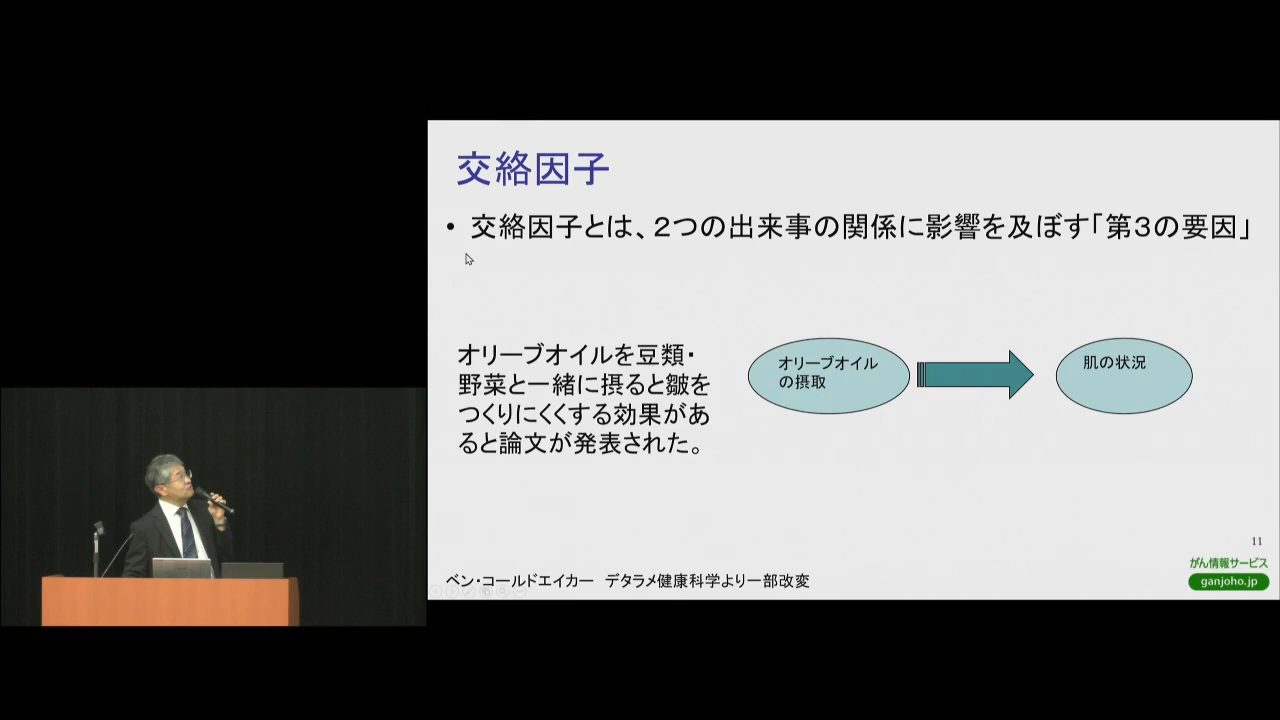 交絡因子
• 交絡因子とは、２つの出来事の関係に影響を及ぼす「第３の要因」
オリーブオイルを豆類・
野菜と一緒に摂ると皺を
つくりにくくする効果があ
ると論文が発表された。
オリーブオイル
の摂取
肌の状況
11
がん情報サービス
ganjoho.jp
ベン・コールドエイカー　デタラメ健康科学より一部改変